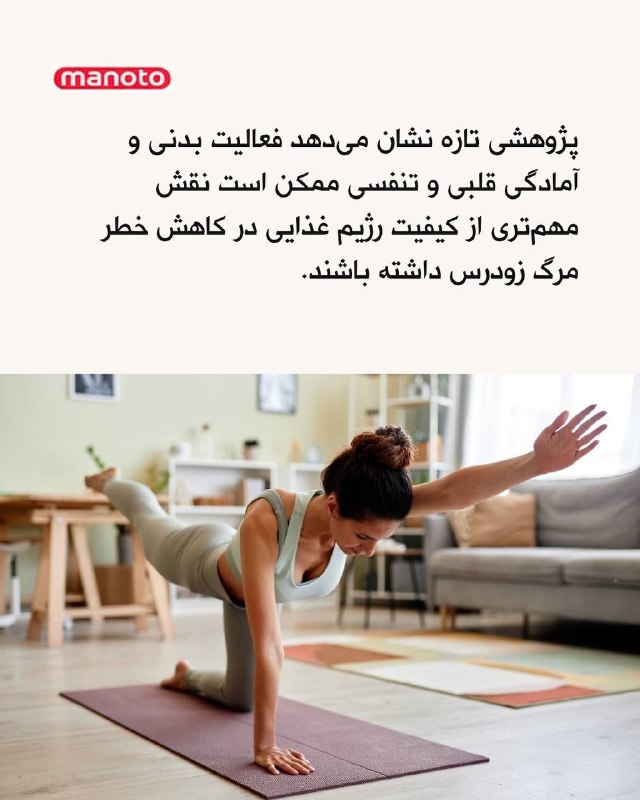 manoto
پژوهشی تازه نشان می‌دهد فعالیت بدنی و
آمادگی قلبی و تنفسی ممکن است نقش
مهم‌تری از کیفیت رژیم غذایی در کاهش خطر
مرگ زودرس داشته باشند.